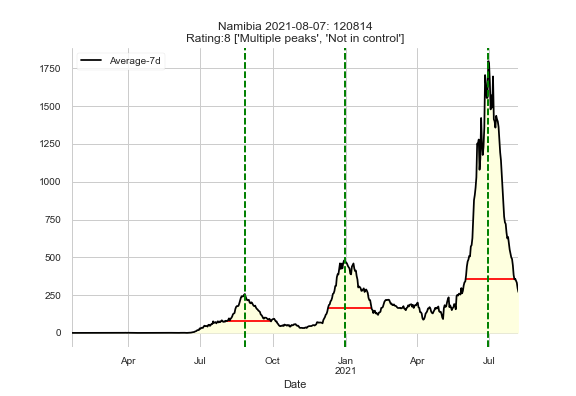 Namibia 2021-08-07: 120814
Rating:8 ['Multiple peaks', 'Not in control']
Average-7d
1750
1500
1250
1000
750
500
250
0
Apr Jul Oct Jan Apr Jul
2021
Date